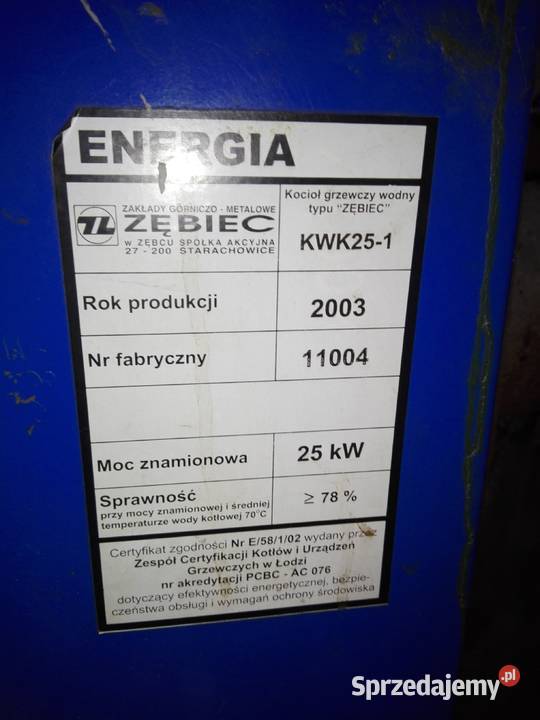 ENERGIA
ZAKŁADY GÓRNICZO - METALOWE
ZĘBIEC
w ZĘBCU SPÓŁKA AKCYJNA
27 - 200 STARACHOWICE
Kocioł grzewczy wodny
typu "ZĘBIEC"
KWK25-1
Rok produkcji
2003
Nr fabryczny
11004
Moc znamionowa
25 kW
Sprawność
przy mocy znamionowej i średniej
temperaturze wody kotłowej 70°C
≥ 78 %
Certyfikat zgodności Nr E/58/1/02 wydany przez
Zespół Certyfikacji Kotłów i Urządzeń
Grzewczych w Łodzi
nr akredytacji PCBC - AC 076
dotyczący efektywności energetycznej, bezpie-
czeństwa obsługi i wymagań ochrony środowiska
Sprzedajemy.pl